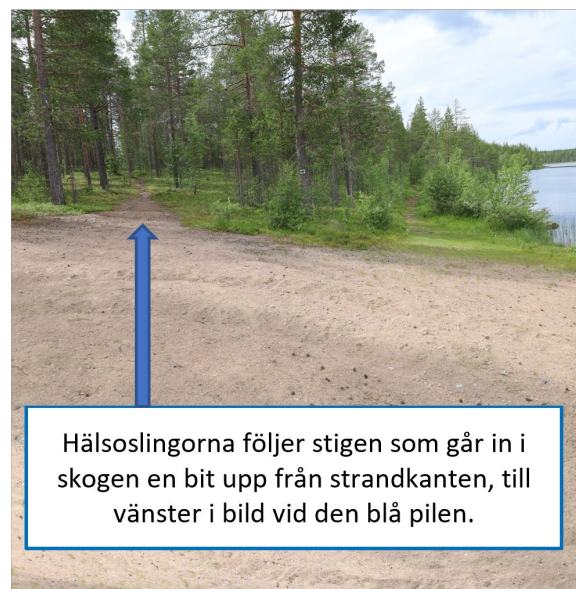 Hälsoslingorna följer stigen som går in i
skogen en bit upp från strandkanten, till
vänster i bild vid den blå pilen.